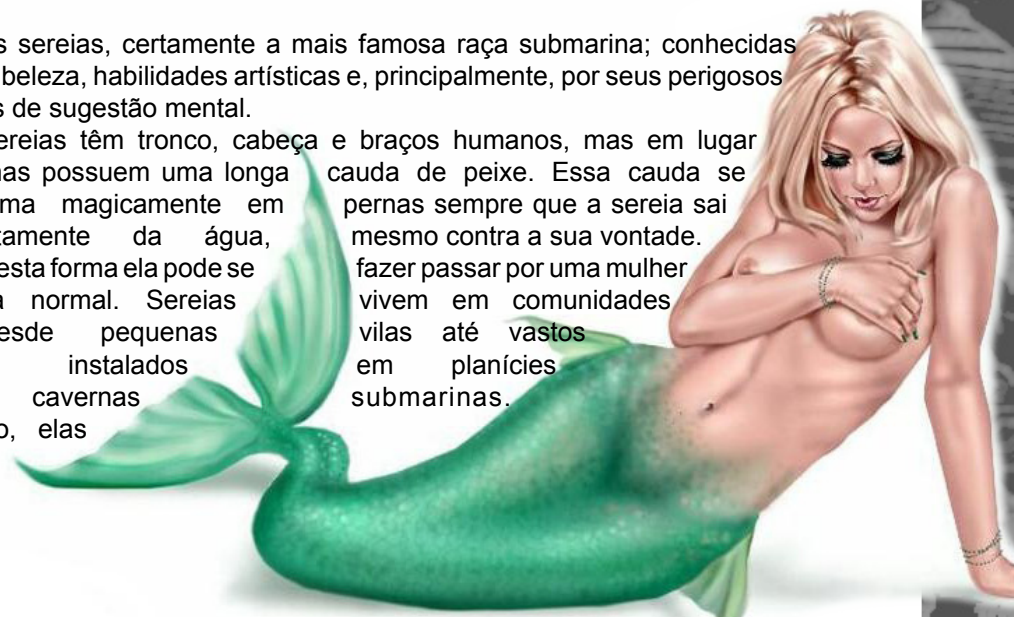 s sereias, certamente a mais famosa raça submarina; conhecidas
beleza, habilidades artísticas e, principalmente, por seus perigosos
s de sugestão mental.
ereias têm tronco, cabeça e braços humanos, mas em lugar
nas possuem uma longa cauda de peixe. Essa cauda se
ma magicamente em pernas sempre que a sereia sai
tamente da água, mesmo contra a sua vontade.
esta forma ela pode se fazer passar por uma mulher
a normal. Sereias vivem em comunidades
esde pequenas vilas até vastos
instalados em planícies
cavernas submarinas.
o, elas